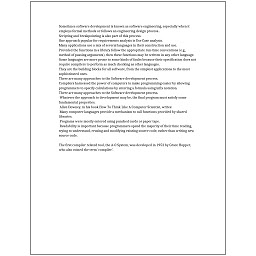 Sometimes software development is known as software engineering, especially when it
employs formal methods or follows an engineering design process.
Scripting and breakpointing is also part of this process.
One approach popular for requirements analysis is Use Case analysis.
Many applications use a mix of several languages in their construction and use.
Provided the functions in a library follow the appropriate run-time conventions (e.g.,
method of passing arguments), then these functions may be written in any other language.
Some languages are more prone to some kinds of faults because their specification does not
require compilers to perform as much checking as other languages.
They are the building blocks for all software, from the simplest applications to the most
sophisticated ones.
There are many approaches to the Software development process.
Compilers harnessed the power of computers to make programming easier by allowing
programmers to specify calculations by entering a formula using infix notation.
There are many approaches to the Software development process.
Whatever the approach to development may be, the final program must satisfy some
fundamental properties.
Allen Downey, in his book How To Think Like A Computer Scientist, writes:
Many computer languages provide a mechanism to call functions provided by shared
libraries.
Programs were mostly entered using punched cards or paper tape.
Readability is important because programmers spend the majority of their time reading,
trying to understand, reusing and modifying existing source code, rather than writing new
source code.
The first compiler related tool, the A-0 System, was developed in 1952 by Grace Hopper,
who also coined the term 'compiler'.